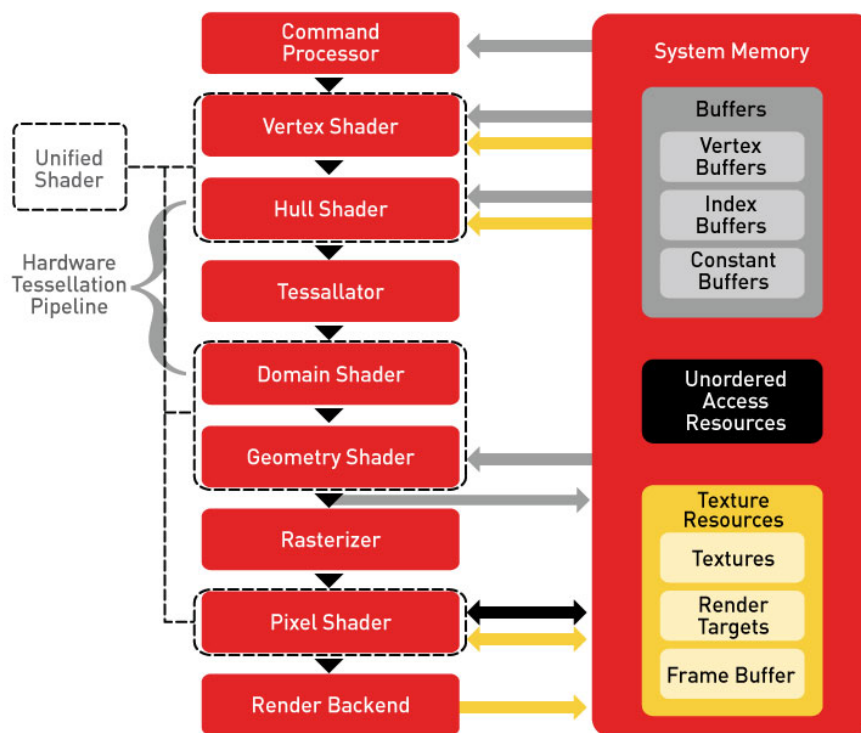 Command
Processor
Vertex Shader
Hull Shader
Tessallator
Domain Shader
Geometry Shader
Rasterizer
Pixel Shader
Render Backend
Unified
Shader
Hardware
Tessellation
Pipeline
System Memory
Buffers
Vertex
Buffers
Index
Buffers
Constant
Buffers
Unordered
Access
Resources
Texture
Resources
Textures
Render
Targets
Frame Buffer